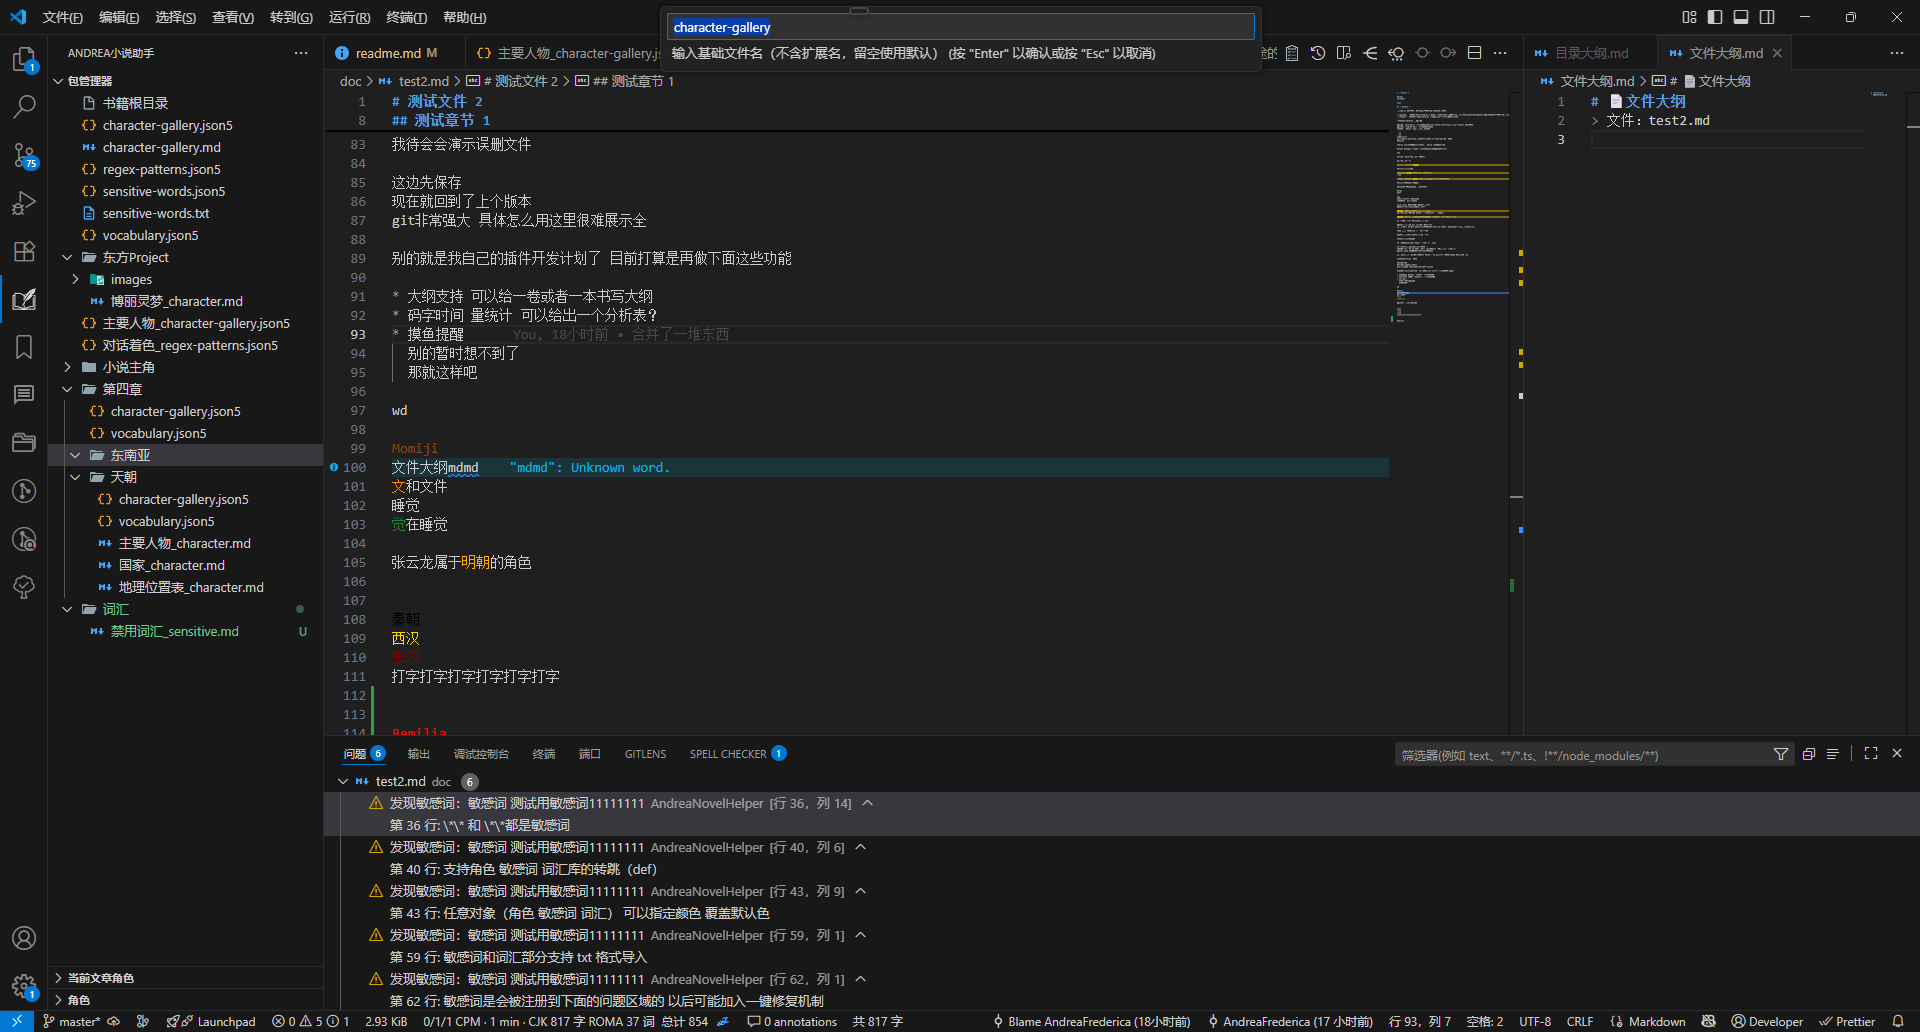 文件(F) 编辑(E) 选择(S) 查看(V) 转到(G) 运行(R) 终端(T) 帮助(H)
character-gallery
输入基础文件名（不含扩展名，留空使用默认） (按 "Enter" 以确认或按 "Esc" 以取消)
ANDREA小说助手
包管理器
书籍根目录
character-gallery.json5
character-gallery.md
regex-patterns.json5
sensitive-words.json5
sensitive-words.txt
vocabulary.json5
东方Project
images
博丽灵梦_character.md
主要人物_character-gallery.json5
对话着色_regex-patterns.json5
小说主角
第四章
character-gallery.json5
vocabulary.json5
东南亚
天朝
character-gallery.json5
vocabulary.json5
主要人物_character.md
国家_character.md
地理位置表_character.md
词汇
禁用词汇_sensitive.md U
当前文章角色
角色
1
75
1
readme.md M
主要人物_character-gallery.js
doc > test2.md > # 测试文件 2 > ## 测试章节 1
1 # 测试文件 2
8 ## 测试章节 1
83 我待会会演示误删文件
84
85 这边先保存
86 现在就回到了上个版本
87 git非常强大 具体怎么用这里很难展示全
88
89 别的就是我自己的插件开发计划了 目前打算是再做下面这些功能
90
91 * 大纲支持 可以给一卷或者一本书写大纲
92 * 码字时间 量统计 可以给出一个分析表？
93 * 摸鱼提醒 You, 18小时前 • 合并了一堆东西
94 别的暂时想不到了
95 那就这样吧
96
97 wd
98
99 Momiji
100 文件大纲mdmd "mdmd": Unknown word.
101 文和文件
102 睡觉
103 觉在睡觉
104
105 张云龙属于明朝的角色
106
107
108 秦朝
109 西汉
110 东汉
111 打字打字打字打字打字打字
112
113
114 Remilia
目录大纲.md
文件大纲.md
文件大纲.md > # 文件大纲
1 # 文件大纲
2 > 文件：test2.md
3
问题 6 输出 调试控制台 终端 端口 GITLENS SPELL CHECKER 1
筛选器(例如 text、**/*.ts、!**/node_modules/**)
test2.md doc 6
发现敏感词：敏感词 测试用敏感词11111111 AndreaNovelHelper [行 36，列 14]
第 36 行: \*\* 和 \*\*都是敏感词
发现敏感词：敏感词 测试用敏感词11111111 AndreaNovelHelper [行 40，列 6]
第 40 行: 支持角色 敏感词 词汇库的转跳（def）
发现敏感词：敏感词 测试用敏感词11111111 AndreaNovelHelper [行 43，列 9]
第 43 行: 任意对象（角色 敏感词 词汇） 可以指定颜色 覆盖默认色
发现敏感词：敏感词 测试用敏感词11111111 AndreaNovelHelper [行 59，列 1]
第 59 行: 敏感词和词汇部分支持 txt 格式导入
发现敏感词：敏感词 测试用敏感词11111111 AndreaNovelHelper [行 62，列 1]
第 62 行: 敏感词是会被注册到下面的问题区域的 以后可能加入一键修复机制
master* Launchpad 0 5 1 2.93 KiB 0/1/1 CPM · 1 min · CJK 817 字 ROMA 37 词 总计 854 0 annotations 共 817 字 Blame AndreaFrederica (18小时前) AndreaFrederica (17 小时前) 行 93，列 7 空格: 2 UTF-8 CRLF Markdown Developer Prettier